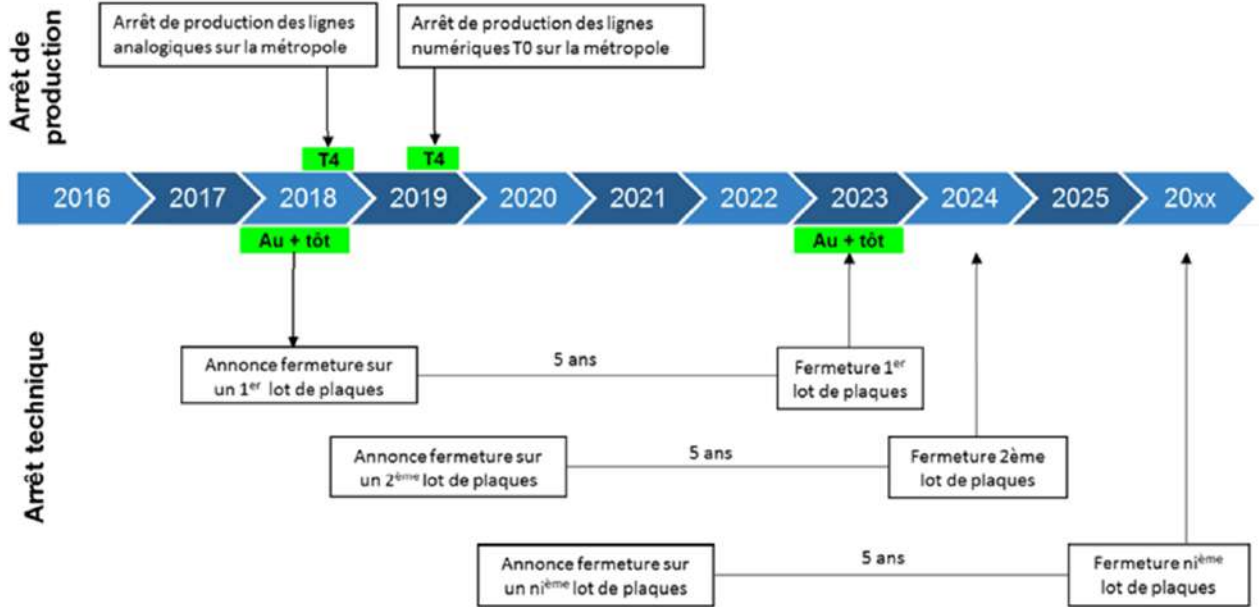 Arrêt de
production
Arrêt de production des lignes
analogiques sur la métropole
Arrêt de production des lignes
numériques T0 sur la métropole
T4
T4
2016
2017
2018
2019
2020
2021
2022
2023
2024
2025
20xx
Au + tôt
Au + tôt
Arrêt technique
Annonce fermeture sur
un 1er lot de plaques
5 ans
Fermeture 1er
lot de plaques
Annonce fermeture sur
un 2ème lot de plaques
5 ans
Fermeture 2ème
lot de plaques
Annonce fermeture sur
un nième lot de plaques
5 ans
Fermeture nième
lot de plaques